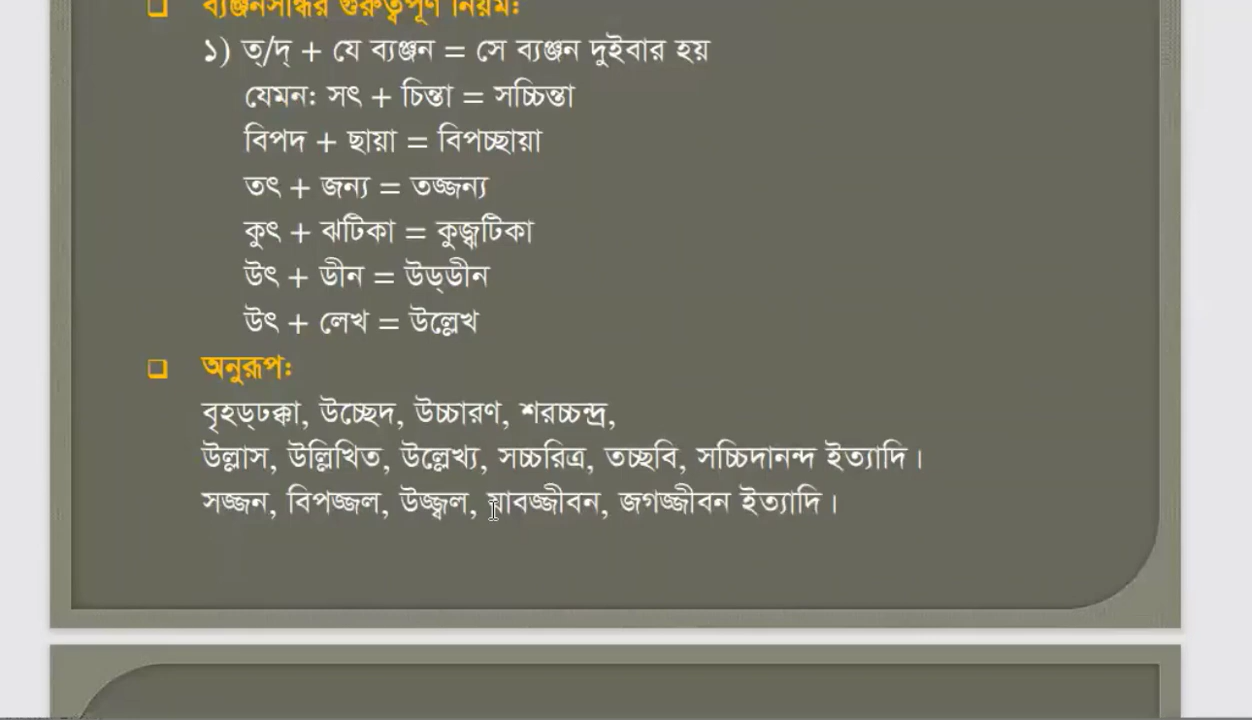 ব্যঞ্জনসন্ধির গুরুত্বপূর্ণ নিয়ম:
১) ত্/দ্ + যে ব্যঞ্জন = সে ব্যঞ্জন দুইবার হয়
যেমন: সৎ + চিন্তা = সচ্চিন্তা
বিপদ + ছায়া = বিপচ্ছায়া
তৎ + জন্য = তজ্জন্য
কুৎ + ঝটিকা = কুজ্ঝটিকা
উৎ + ডীন = উড্ডীন
উৎ + লেখ = উল্লেখ
অনুরূপ:
বৃহড্ঢক্কা, উচ্ছেদ, উচ্চারণ, শরচ্চন্দ্র,
উল্লাস, উল্লিখিত, উল্লেখ্য, সচ্চরিত্র, তচ্ছবি, সচ্চিদানন্দ ইত্যাদি।
সজ্জন, বিপজ্জল, উজ্জ্বল, যাবজ্জীবন, জগজ্জীবন ইত্যাদি।